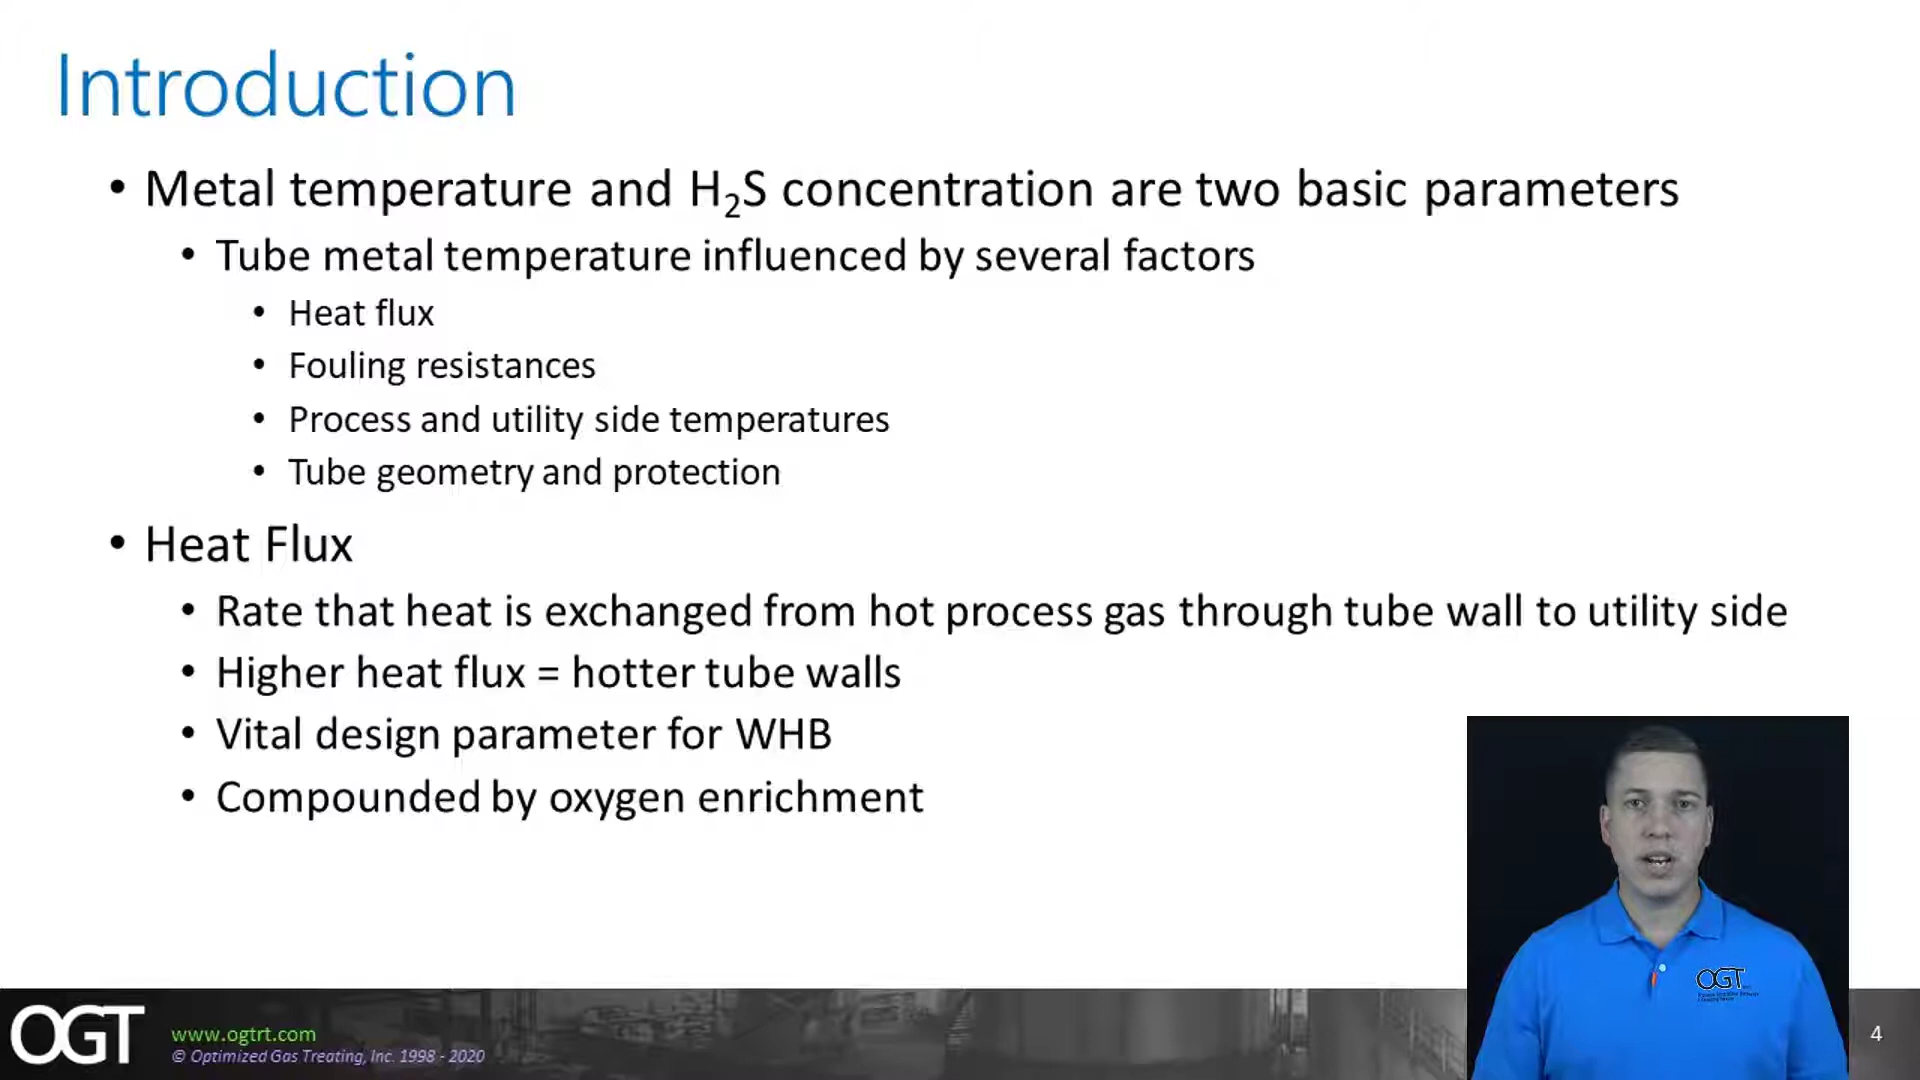 Introduction
• Metal temperature and H₂S concentration are two basic parameters
• Tube metal temperature influenced by several factors
• Heat flux
• Fouling resistances
• Process and utility side temperatures
• Tube geometry and protection
• Heat Flux
• Rate that heat is exchanged from hot process gas through tube wall to utility side
• Higher heat flux = hotter tube walls
• Vital design parameter for WHB
• Compounded by oxygen enrichment
OGT
OGT
www.ogtrt.com
© Optimized Gas Treating, Inc. 1998 - 2020
4